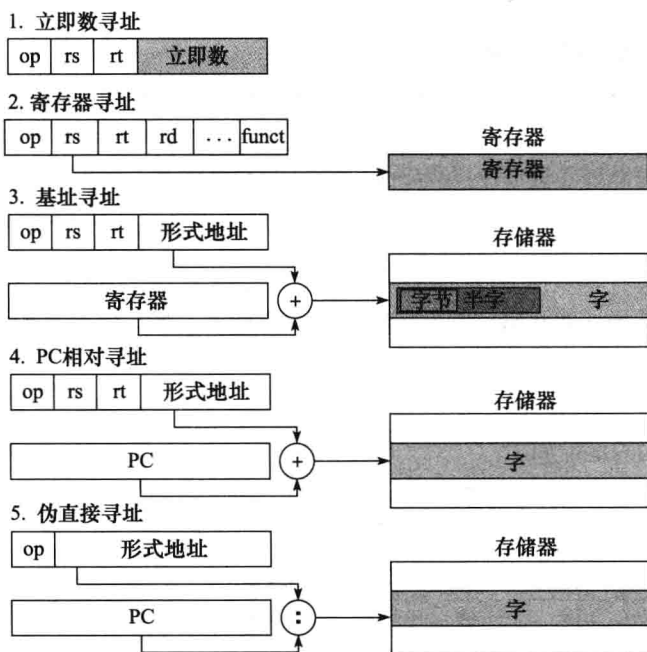 1. 立即数寻址
op rs rt 立即数
2. 寄存器寻址
op rs rt rd ... funct
寄存器
寄存器
3. 基址寻址
op rs rt 形式地址
存储器
寄存器
+
字节 半字 字
4. PC相对寻址
op rs rt 形式地址
存储器
PC
+
字
5. 伪直接寻址
op 形式地址
存储器
PC
:
字